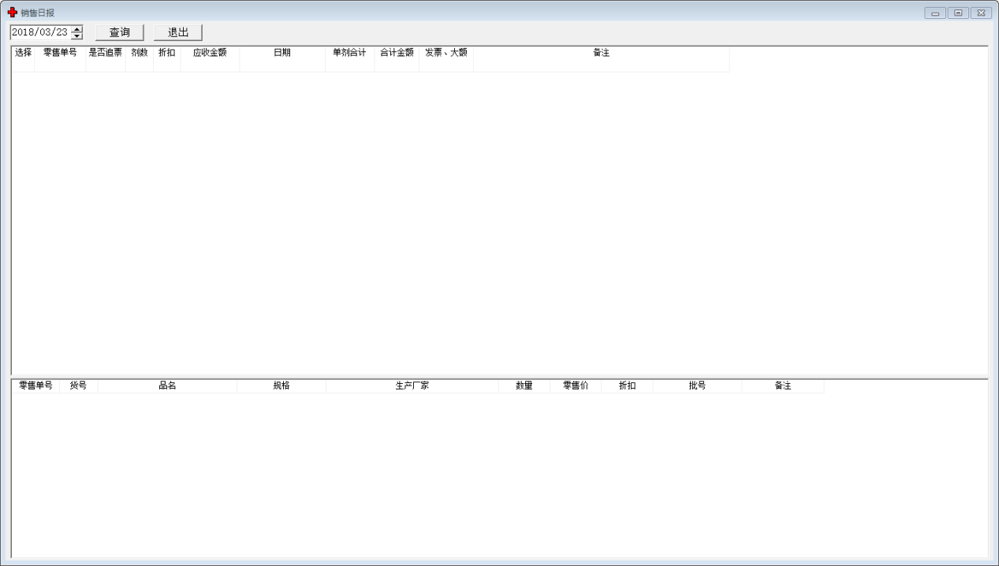 销售日报
2018/03/23 查询 退出
选择 零售单号 是否追票 剂数 折扣 应收金额 日期 单剂合计 合计金额 发票、大额 备注
零售单号 货号 品名 规格 生产厂家 数量 零售价 折扣 批号 备注